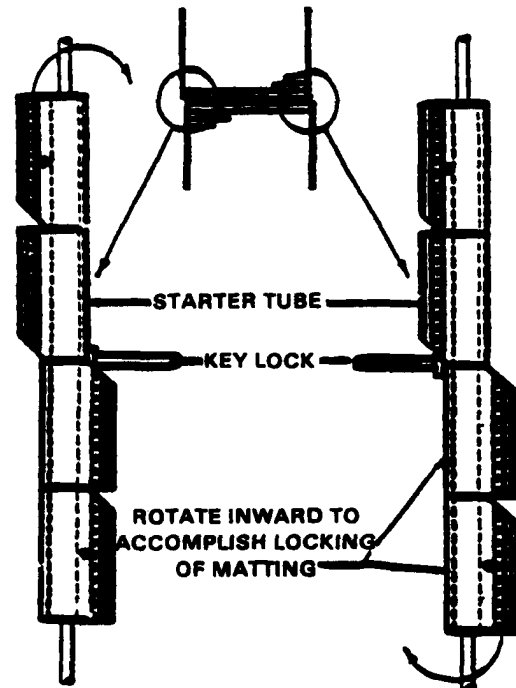 STARTER TUBE
KEY LOCK
ROTATE INWARD TO
ACCOMPLISH LOCKING
OF MATTING